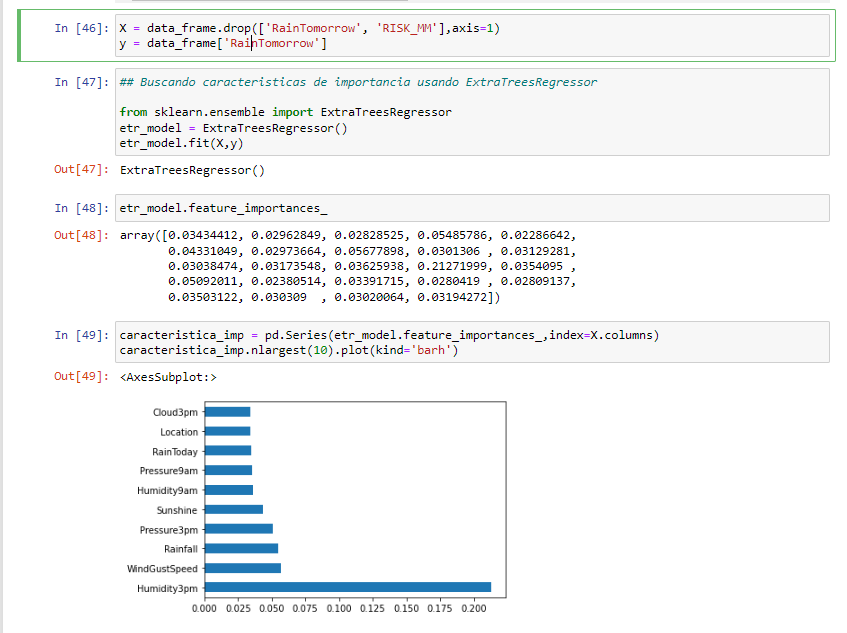 In [46]: X = data_frame.drop(['RainTomorrow', 'RISK_MM'],axis=1)
y = data_frame['RainTomorrow']
In [47]: ## Buscando caracteristicas de importancia usando ExtraTreesRegressor
from sklearn.ensemble import ExtraTreesRegressor
etr_model = ExtraTreesRegressor()
etr_model.fit(X,y)
Out[47]: ExtraTreesRegressor()
In [48]: etr_model.feature_importances_
Out[48]: array([0.03434412, 0.02962849, 0.02828525, 0.05485786, 0.02286642,
0.04331049, 0.02973664, 0.05677898, 0.0301306 , 0.03129281,
0.03038474, 0.03173548, 0.03625938, 0.21271999, 0.0354095 ,
0.05092011, 0.02380514, 0.03391715, 0.0280419 , 0.02809137,
0.03503122, 0.030309  , 0.03020064, 0.03194272])
In [49]: caracteristica_imp = pd.Series(etr_model.feature_importances_,index=X.columns)
caracteristica_imp.nlargest(10).plot(kind='barh')
Out[49]: <AxesSubplot:>
Cloud3pm
Location
RainToday
Pressure9am
Humidity9am
Sunshine
Pressure3pm
Rainfall
WindGustSpeed
Humidity3pm
0.000 0.025 0.050 0.075 0.100 0.125 0.150 0.175 0.200